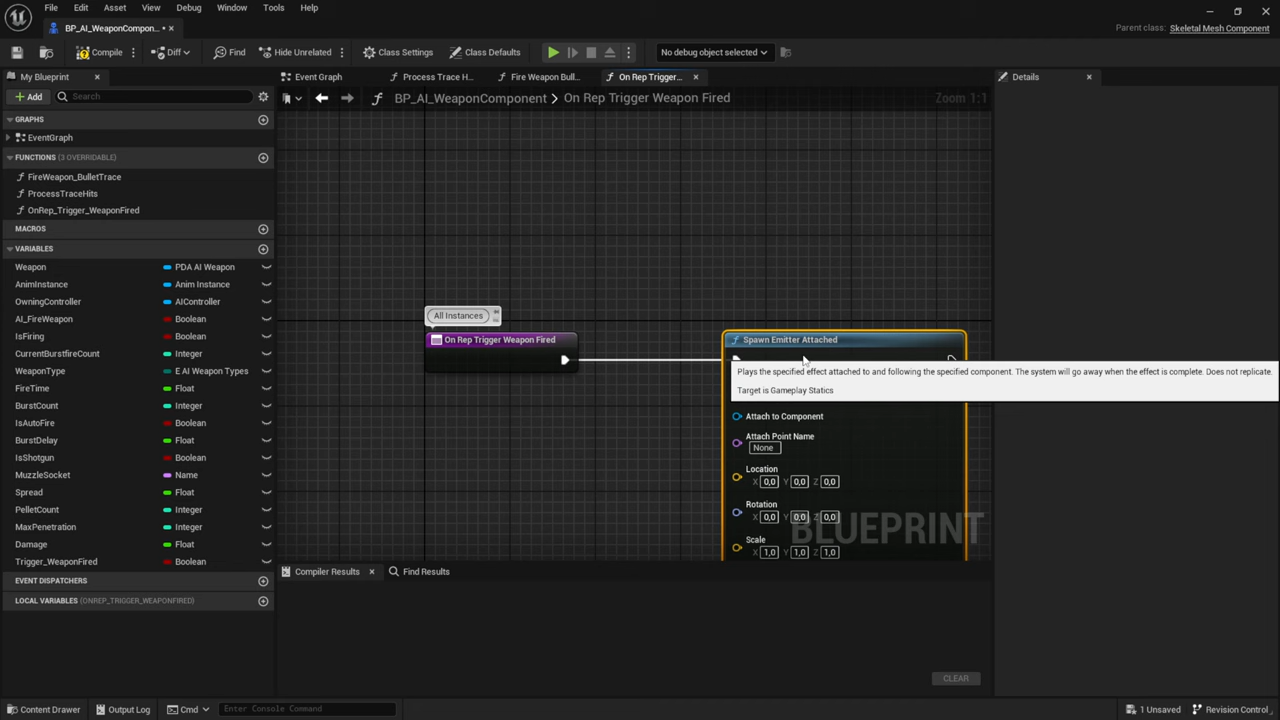 File Edit Asset View Debug Window Tools Help
BP_AI_WeaponCompon... •
Parent class: Skeletal Mesh Component
Compile Diff Find Hide Unrelated Class Settings Class Defaults No debug object selected
My Blueprint
Event Graph Process Trace H... Fire Weapon Bull... On Rep Trigger... Details
Add Search
BP_AI_WeaponComponent > On Rep Trigger Weapon Fired Zoom 1:1
GRAPHS
EventGraph
FUNCTIONS (3 OVERRIDABLE)
FireWeapon_BulletTrace
ProcessTraceHits
OnRep_Trigger_WeaponFired
MACROS
VARIABLES
Weapon PDA AI Weapon
AnimInstance Anim Instance
OwningController AIController
AI_FireWeapon Boolean
IsFiring Boolean
CurrentBurstfireCount Integer
WeaponType E AI Weapon Types
FireTime Float
BurstCount Integer
IsAutoFire Boolean
BurstDelay Float
IsShotgun Boolean
MuzzleSocket Name
Spread Float
PelletCount Integer
MaxPenetration Integer
Damage Float
Trigger_WeaponFired Boolean
EVENT DISPATCHERS
LOCAL VARIABLES (ONREP_TRIGGER_WEAPONFIRED)
All Instances
On Rep Trigger Weapon Fired
Spawn Emitter Attached
Plays the specified effect attached to and following the specified component. The system will go away when the effect is complete. Does not replicate.
Target is Gameplay Statics
Attach to Component
Attach Point Name
None
Location
X 0,0 Y 0,0 Z 0,0
Rotation
X 0,0 Y 0,0 Z 0,0
Scale
X 1,0 Y 1,0 Z 1,0
BLUEPRINT
Compiler Results Find Results
CLEAR
Content Drawer Output Log Cmd Enter Console Command 1 Unsaved Revision Control